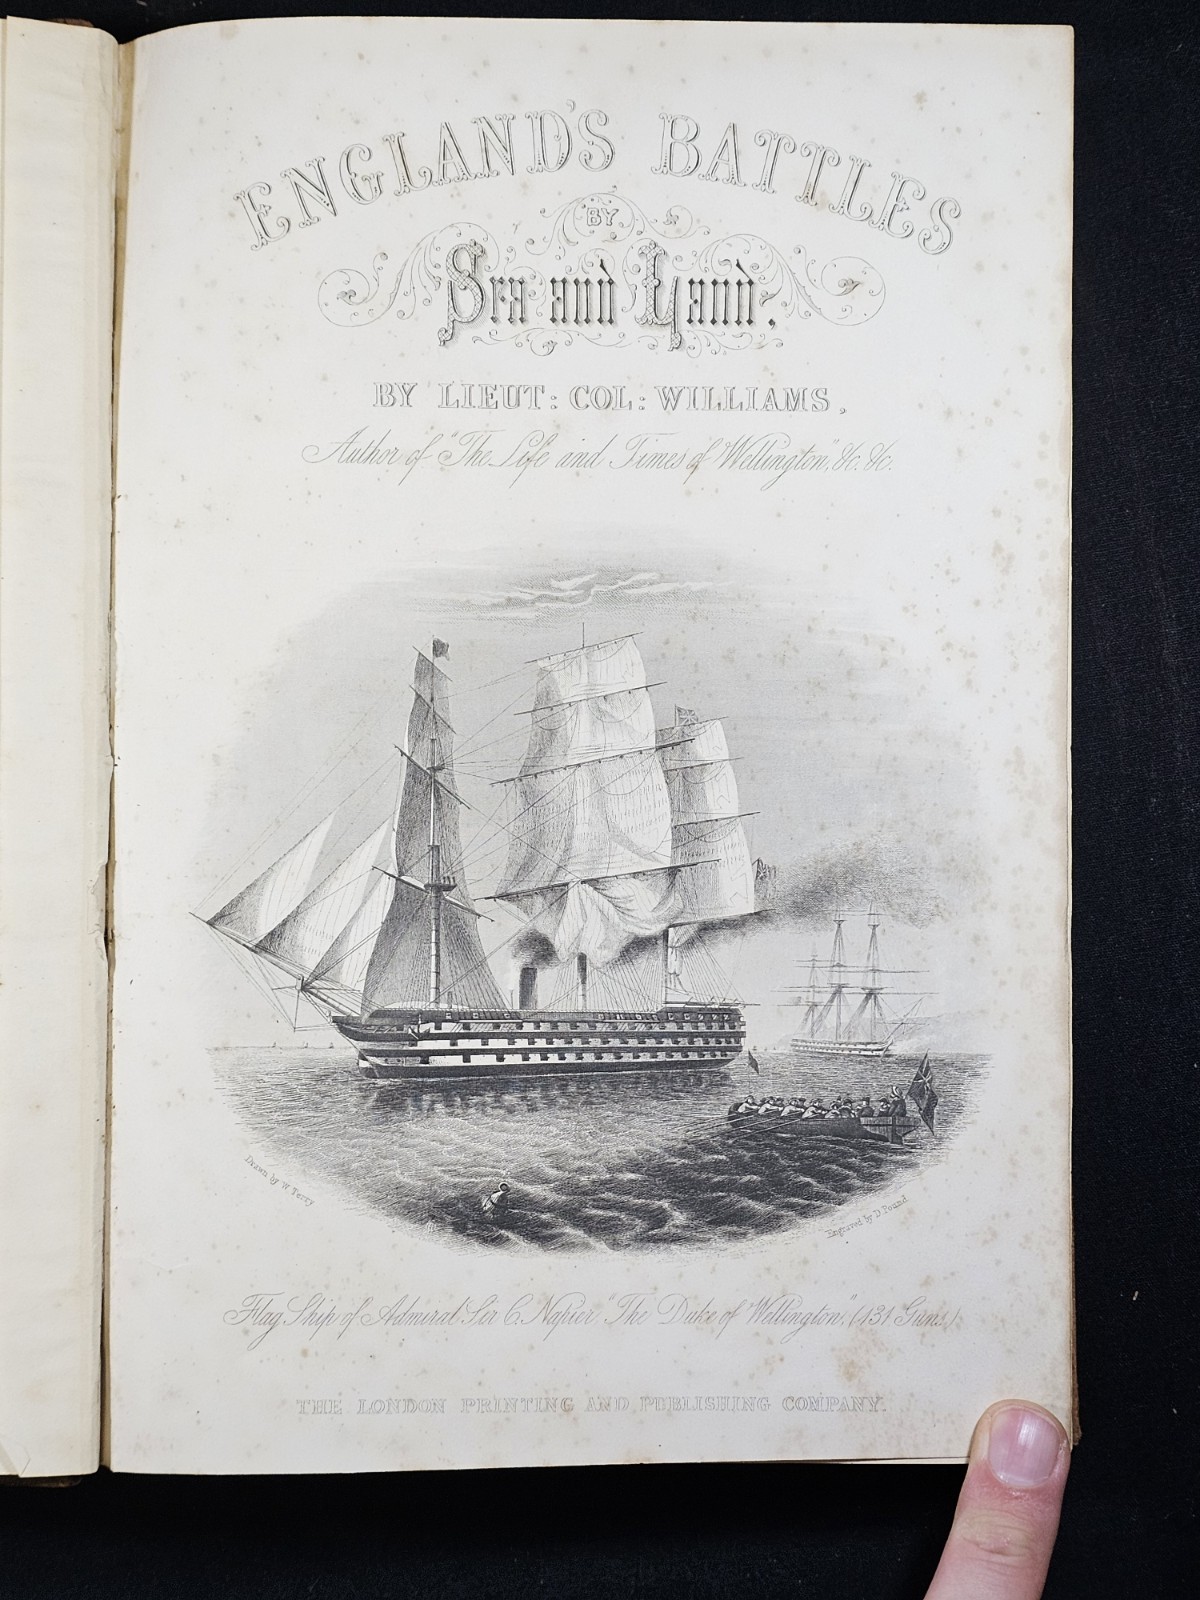 ENGLAND'S BATTLES
BY
Sea and Land,
BY LIEUT: COL: WILLIAMS,
Author of "The Life and Times of Wellington", &c. &c.
Drawn by W Terry
Engraved by D. Pound
Flag Ship of Admiral Sir C. Napier "The Duke of Wellington", (131 Guns.)
THE LONDON PRINTING AND PUBLISHING COMPANY.